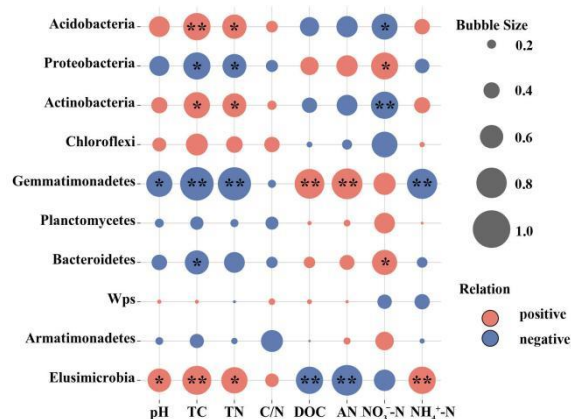 Acidobacteria ** * *
Proteobacteria * * *
Actinobacteria * * **
Chloroflexi
Gemmatimonadetes * ** ** ** ** **
Planctomycetes
Bacteroidetes * *
Wps
Armatimonadetes
Elusimicrobia * ** * ** ** **
pH TC TN C/N DOC AN NO₃⁻-N NH₄⁺-N
Bubble Size
0.2
0.4
0.6
0.8
1.0
Relation
positive
negative